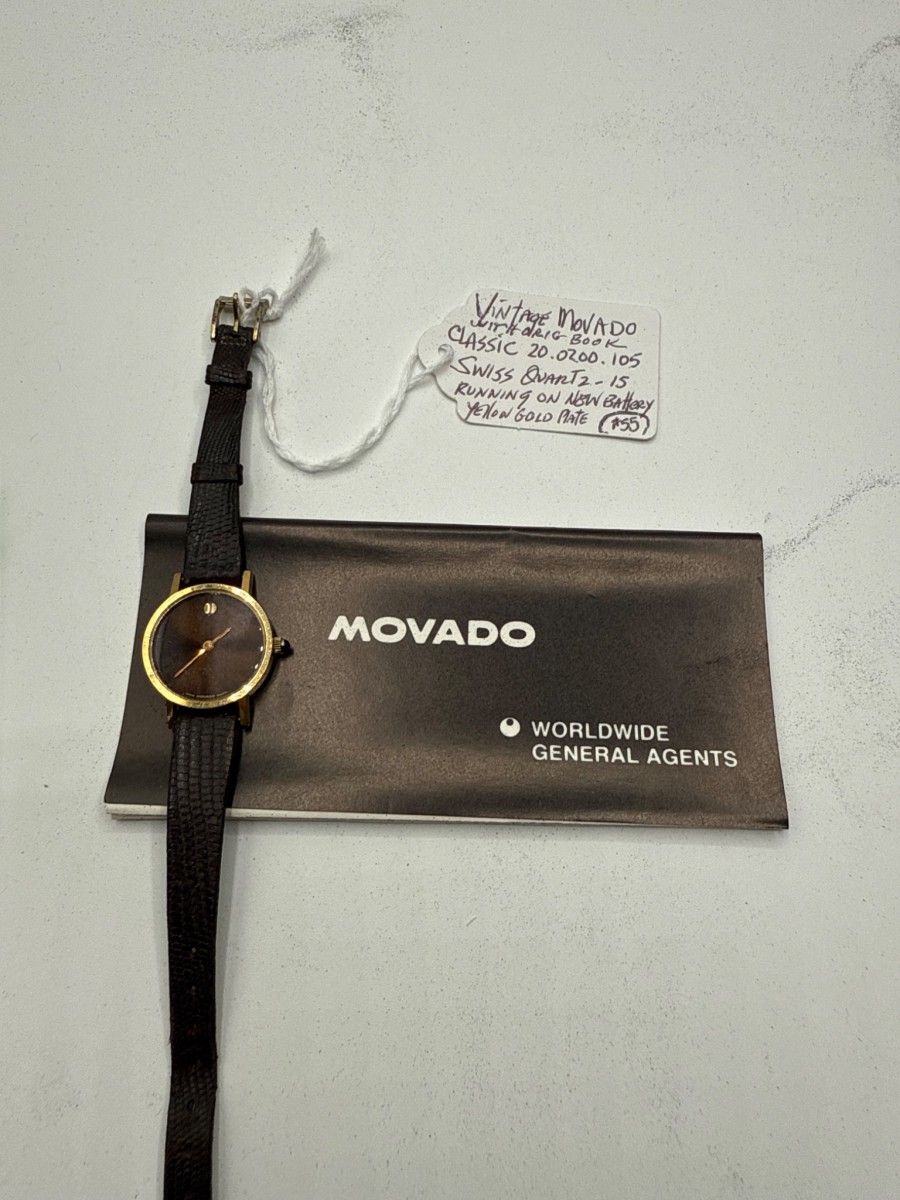 VINTAGE MOVADO
WITH ORIG BOOK
CLASSIC 20.0200.105
SWISS QUARTZ - 15
RUNNING ON NEW BATTERY
YELLOW GOLD PLATE $55
MOVADO
WORLDWIDE
GENERAL AGENTS